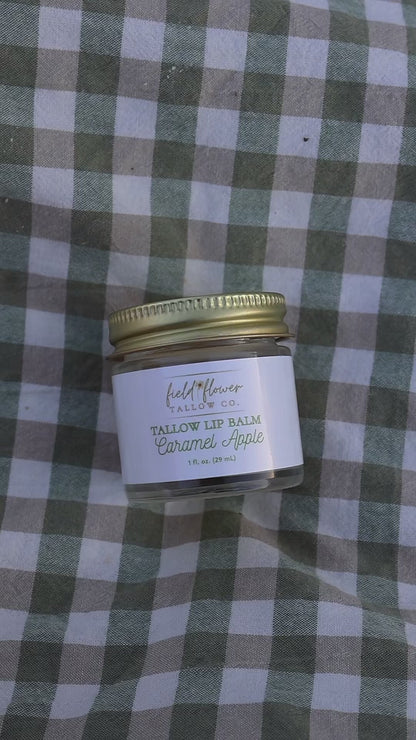 field flower
TALLOW CO.
TALLOW LIP BALM
Caramel Apple
1 fl. oz. (29 mL)